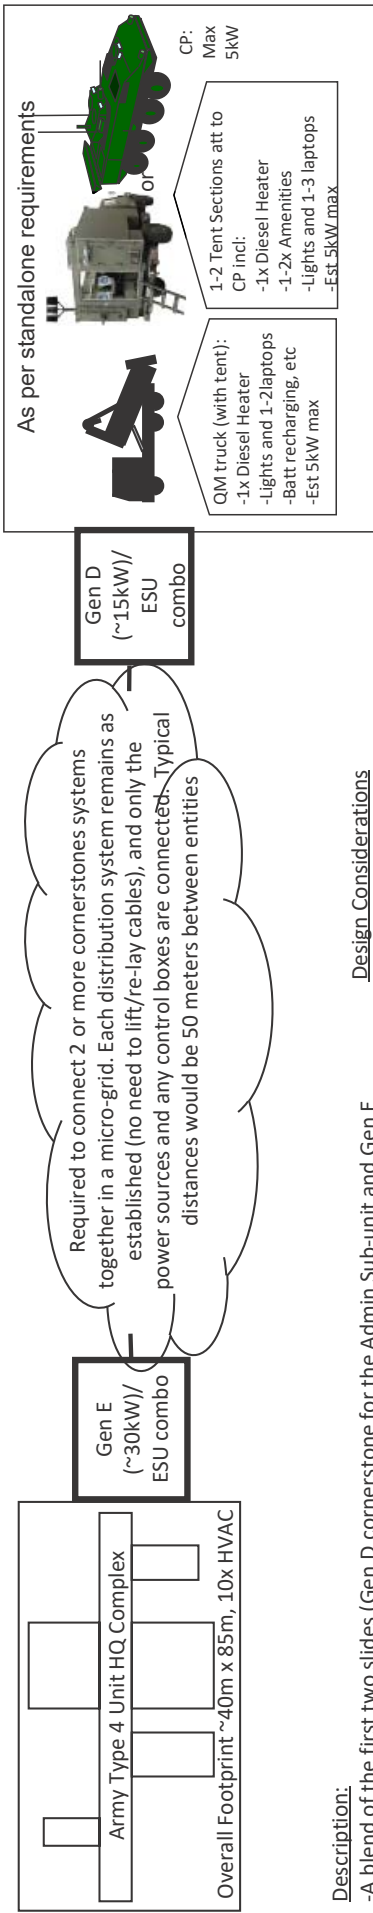 Army Type 4 Unit HQ Complex
Overall Footprint ~40m x 85m, 10x HVAC
Gen E
(~30kW)/
ESU combo
Required to connect 2 or more cornerstones systems
together in a micro-grid. Each distribution system remains as
established (no need to lift/re-lay cables), and only the
power sources and any control boxes are connected. Typical
distances would be 50 meters between entities
Gen D
(~15kW)/
ESU
combo
As per standalone requirements
or
CP:
Max
5kW
QM truck (with tent):
-1x Diesel Heater
-Lights and 1-2laptops
-Batt recharging, etc
-Est 5kW max
1-2 Tent Sections att to
CP incl:
-1x Diesel Heater
-1-2x Amenities
-Lights and 1-3 laptops
-Est 5kW max
Description:
-A blend of the first two slides (Gen D cornerstone for the Admin Sub-unit and Gen E
Design Considerations